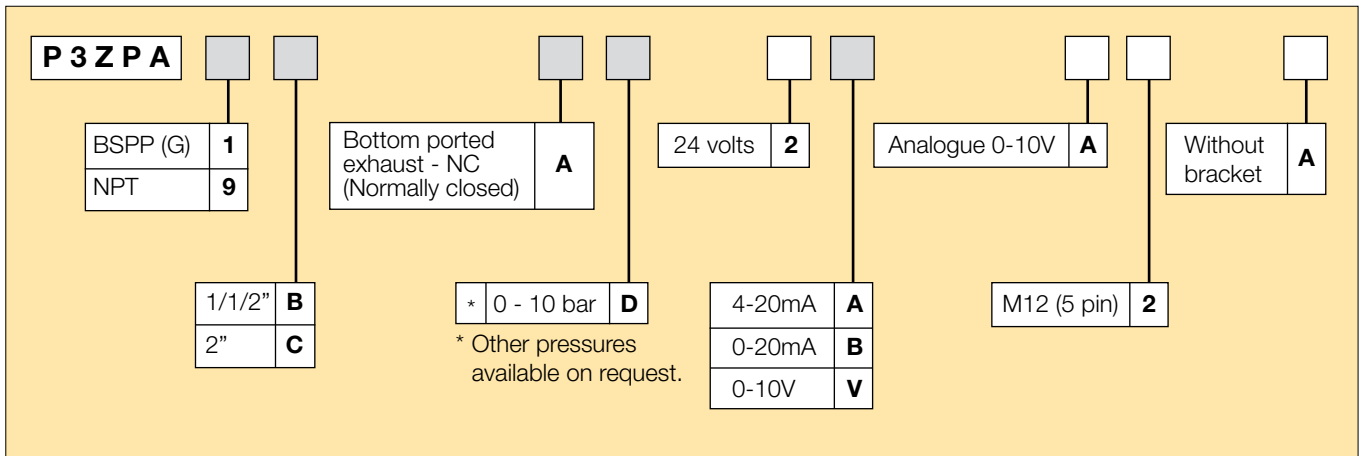 P 3 Z P A
BSPP (G) 1
NPT 9
Bottom ported
exhaust - NC
(Normally closed)
A
24 volts 2
Analogue 0-10V A
Without
bracket
A
1/1/2” B
2” C
* 0 - 10 bar D
* Other pressures
available on request.
4-20mA A
0-20mA B
0-10V V
M12 (5 pin) 2